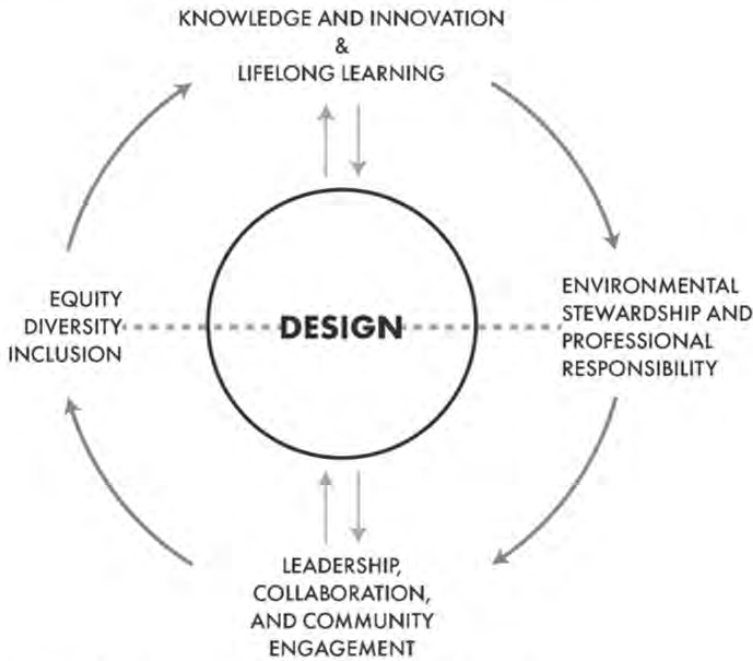 KNOWLEDGE AND INNOVATION
&
LIFELONG LEARNING
EQUITY
DIVERSITY
INCLUSION
DESIGN
ENVIRONMENTAL
STEWARDSHIP AND
PROFESSIONAL
RESPONSIBILITY
LEADERSHIP,
COLLABORATION,
AND COMMUNITY
ENGAGEMENT